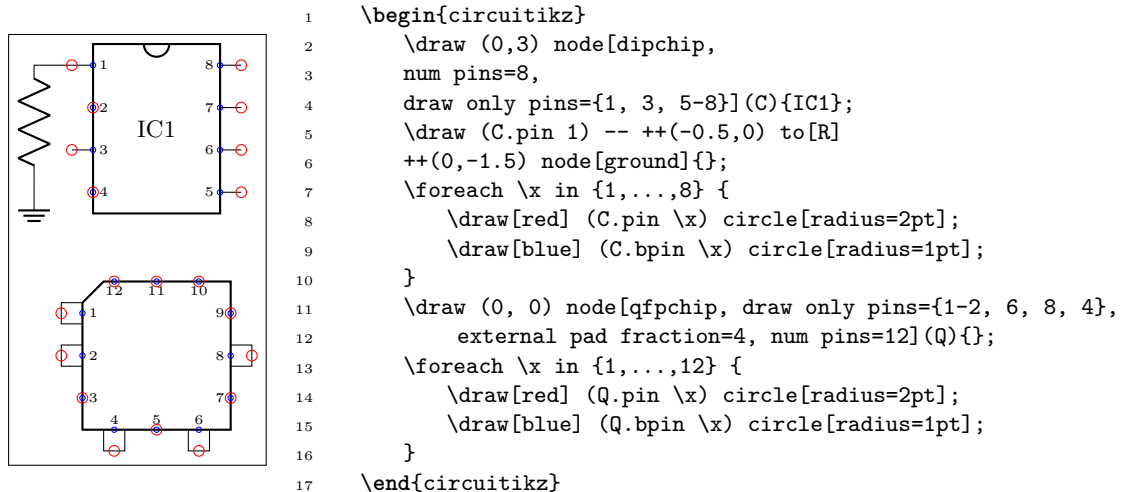 1 8
2 7
IC1
3 6
4 5
12 11 10
1 9
2 8
3 7
4 5 6
1 \begin{circuitikz}
2 \draw (0,3) node[dipchip,
3 num pins=8,
4 draw only pins={1, 3, 5-8}](C){IC1};
5 \draw (C.pin 1) -- ++(-0.5,0) to[R]
6 ++(0,-1.5) node[ground]{};
7 \foreach \x in {1,...,8} {
8 \draw[red] (C.pin \x) circle[radius=2pt];
9 \draw[blue] (C.bpin \x) circle[radius=1pt];
10 }
11 \draw (0, 0) node[qfpchip, draw only pins={1-2, 6, 8, 4},
12 external pad fraction=4, num pins=12](Q){};
13 \foreach \x in {1,...,12} {
14 \draw[red] (Q.pin \x) circle[radius=2pt];
15 \draw[blue] (Q.bpin \x) circle[radius=1pt];
16 }
17 \end{circuitikz}